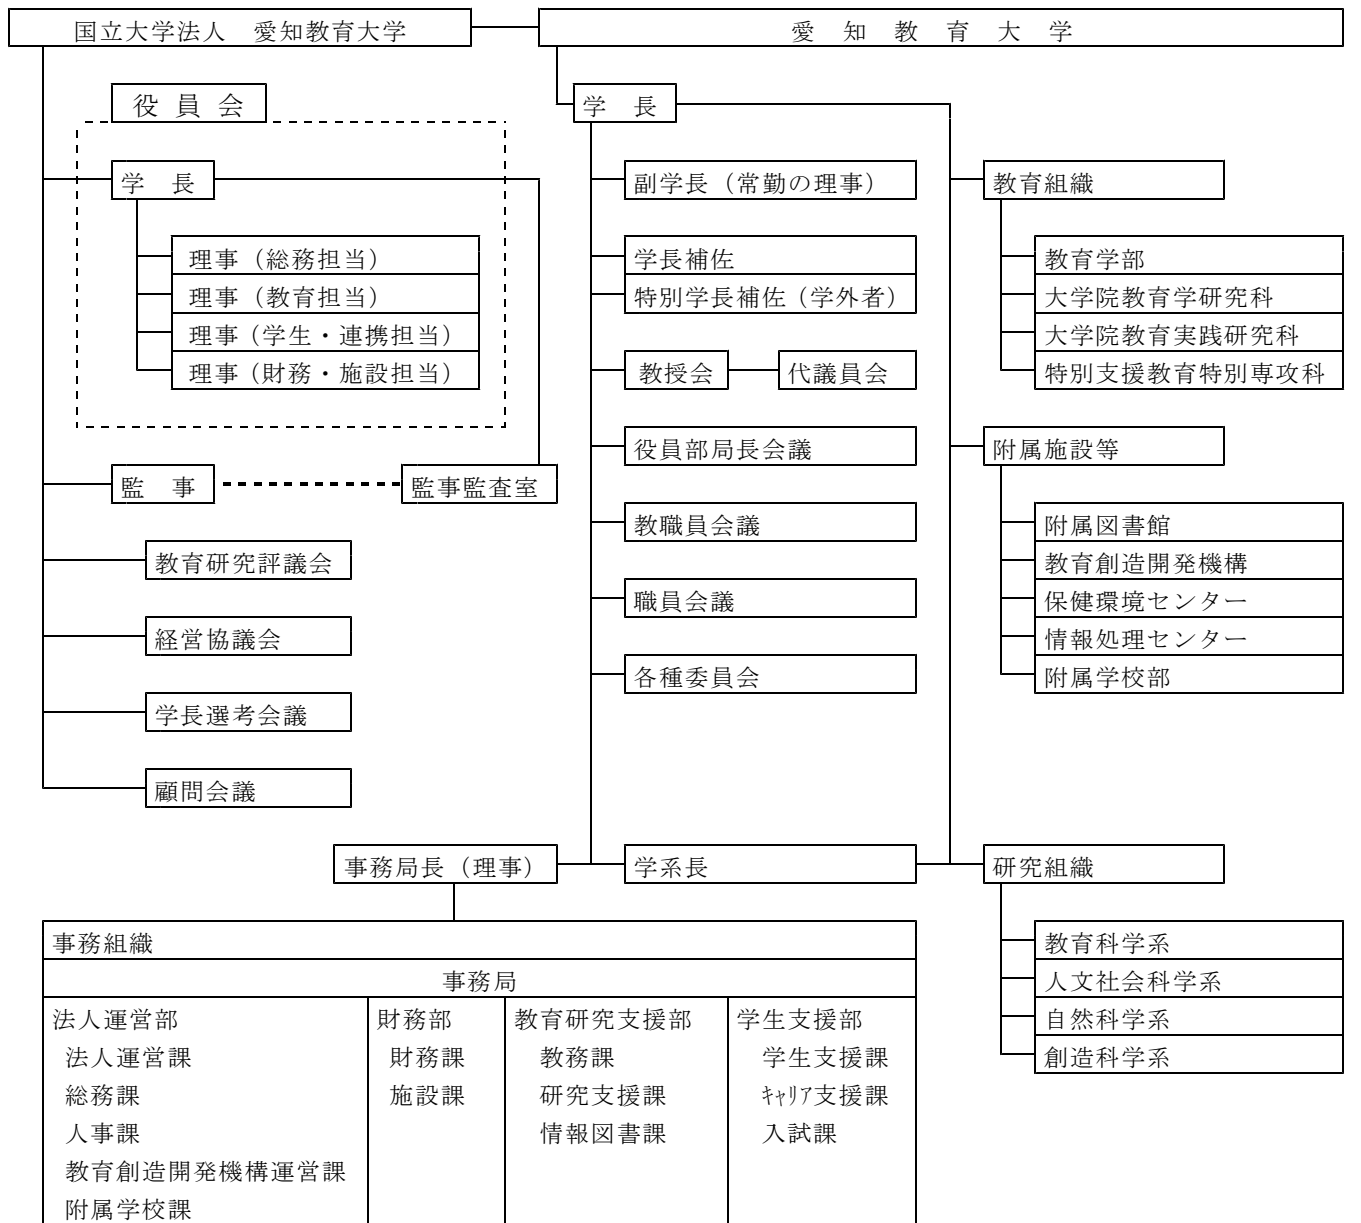 国立大学法人　愛知教育大学
愛　知　教　育　大　学
役 員 会
学　長
理事（総務担当）
理事（教育担当）
理事（学生・連携担当）
理事（財務・施設担当）
監　事
監事監査室
教育研究評議会
経営協議会
学長選考会議
顧問会議
学　長
副学長（常勤の理事）
学長補佐
特別学長補佐（学外者）
教授会
代議員会
役員部局長会議
教職員会議
職員会議
各種委員会
教育組織
教育学部
大学院教育学研究科
大学院教育実践研究科
特別支援教育特別専攻科
附属施設等
附属図書館
教育創造開発機構
保健環境センター
情報処理センター
附属学校部
事務局長（理事）
学系長
研究組織
教育科学系
人文社会科学系
自然科学系
創造科学系
事務組織
事務局
法人運営部
法人運営課
総務課
人事課
教育創造開発機構運営課
附属学校課
財務部
財務課
施設課
教育研究支援部
教務課
研究支援課
情報図書課
学生支援部
学生支援課
ｷｬﾘｱ支援課
入試課